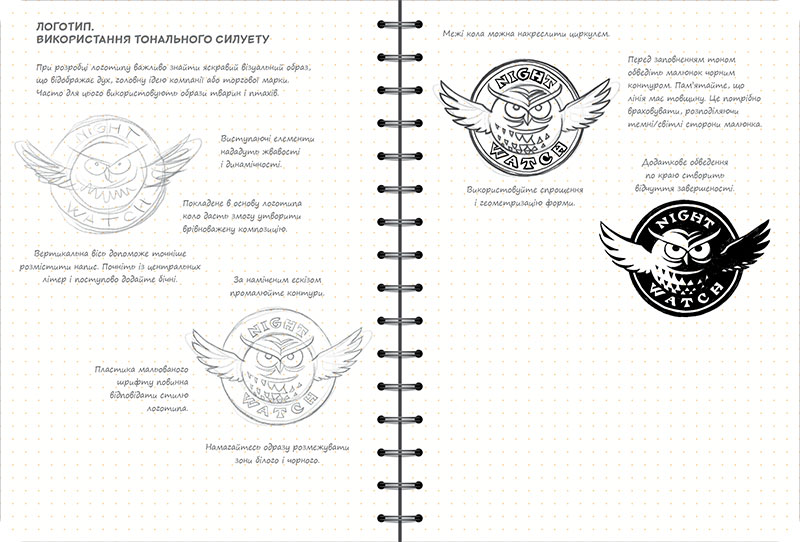 ЛОГОТИП.
ВИКОРИСТАННЯ ТОНАЛЬНОГО СИЛУЕТУ
При розробці логотипу важливо знайти яскравий візуальний образ,
що відображає дух, головну ідею компанії або торгової марки.
Часто для цього використовують образи тварин і птахів.
NIGHT
WATCH
Виступаючі елементи
нададуть жвавості
і динамічності.
Покладене в основу логотипа
коло дасть змогу утворити
врівноважену композицію.
Вертикальна вісь допоможе точніше
розмістити напис. Почніть із центральних
літер і поступово додайте бічні.
За наміченим ескізом
промалюйте контури.
NIGHT
WATCH
Пластика мальованого
шрифту повинна
відповідати стилю
логотипа.
Намагайтесь одразу розмежувати
зони білого і чорного.
Межі кола можна накреслити циркулем.
NIGHT
WATCH
Перед заповненням тоном
обведіть малюнок чорним
контуром. Пам'ятайте, що
лінія має товщину. Це потрібно
враховувати, розподіляючи
темні/світлі сторони малюнка.
Використовуйте спрощення
і геометризацію форми.
Додаткове обведення
по краю створить
відчуття завершеності.
NIGHT
WATCH